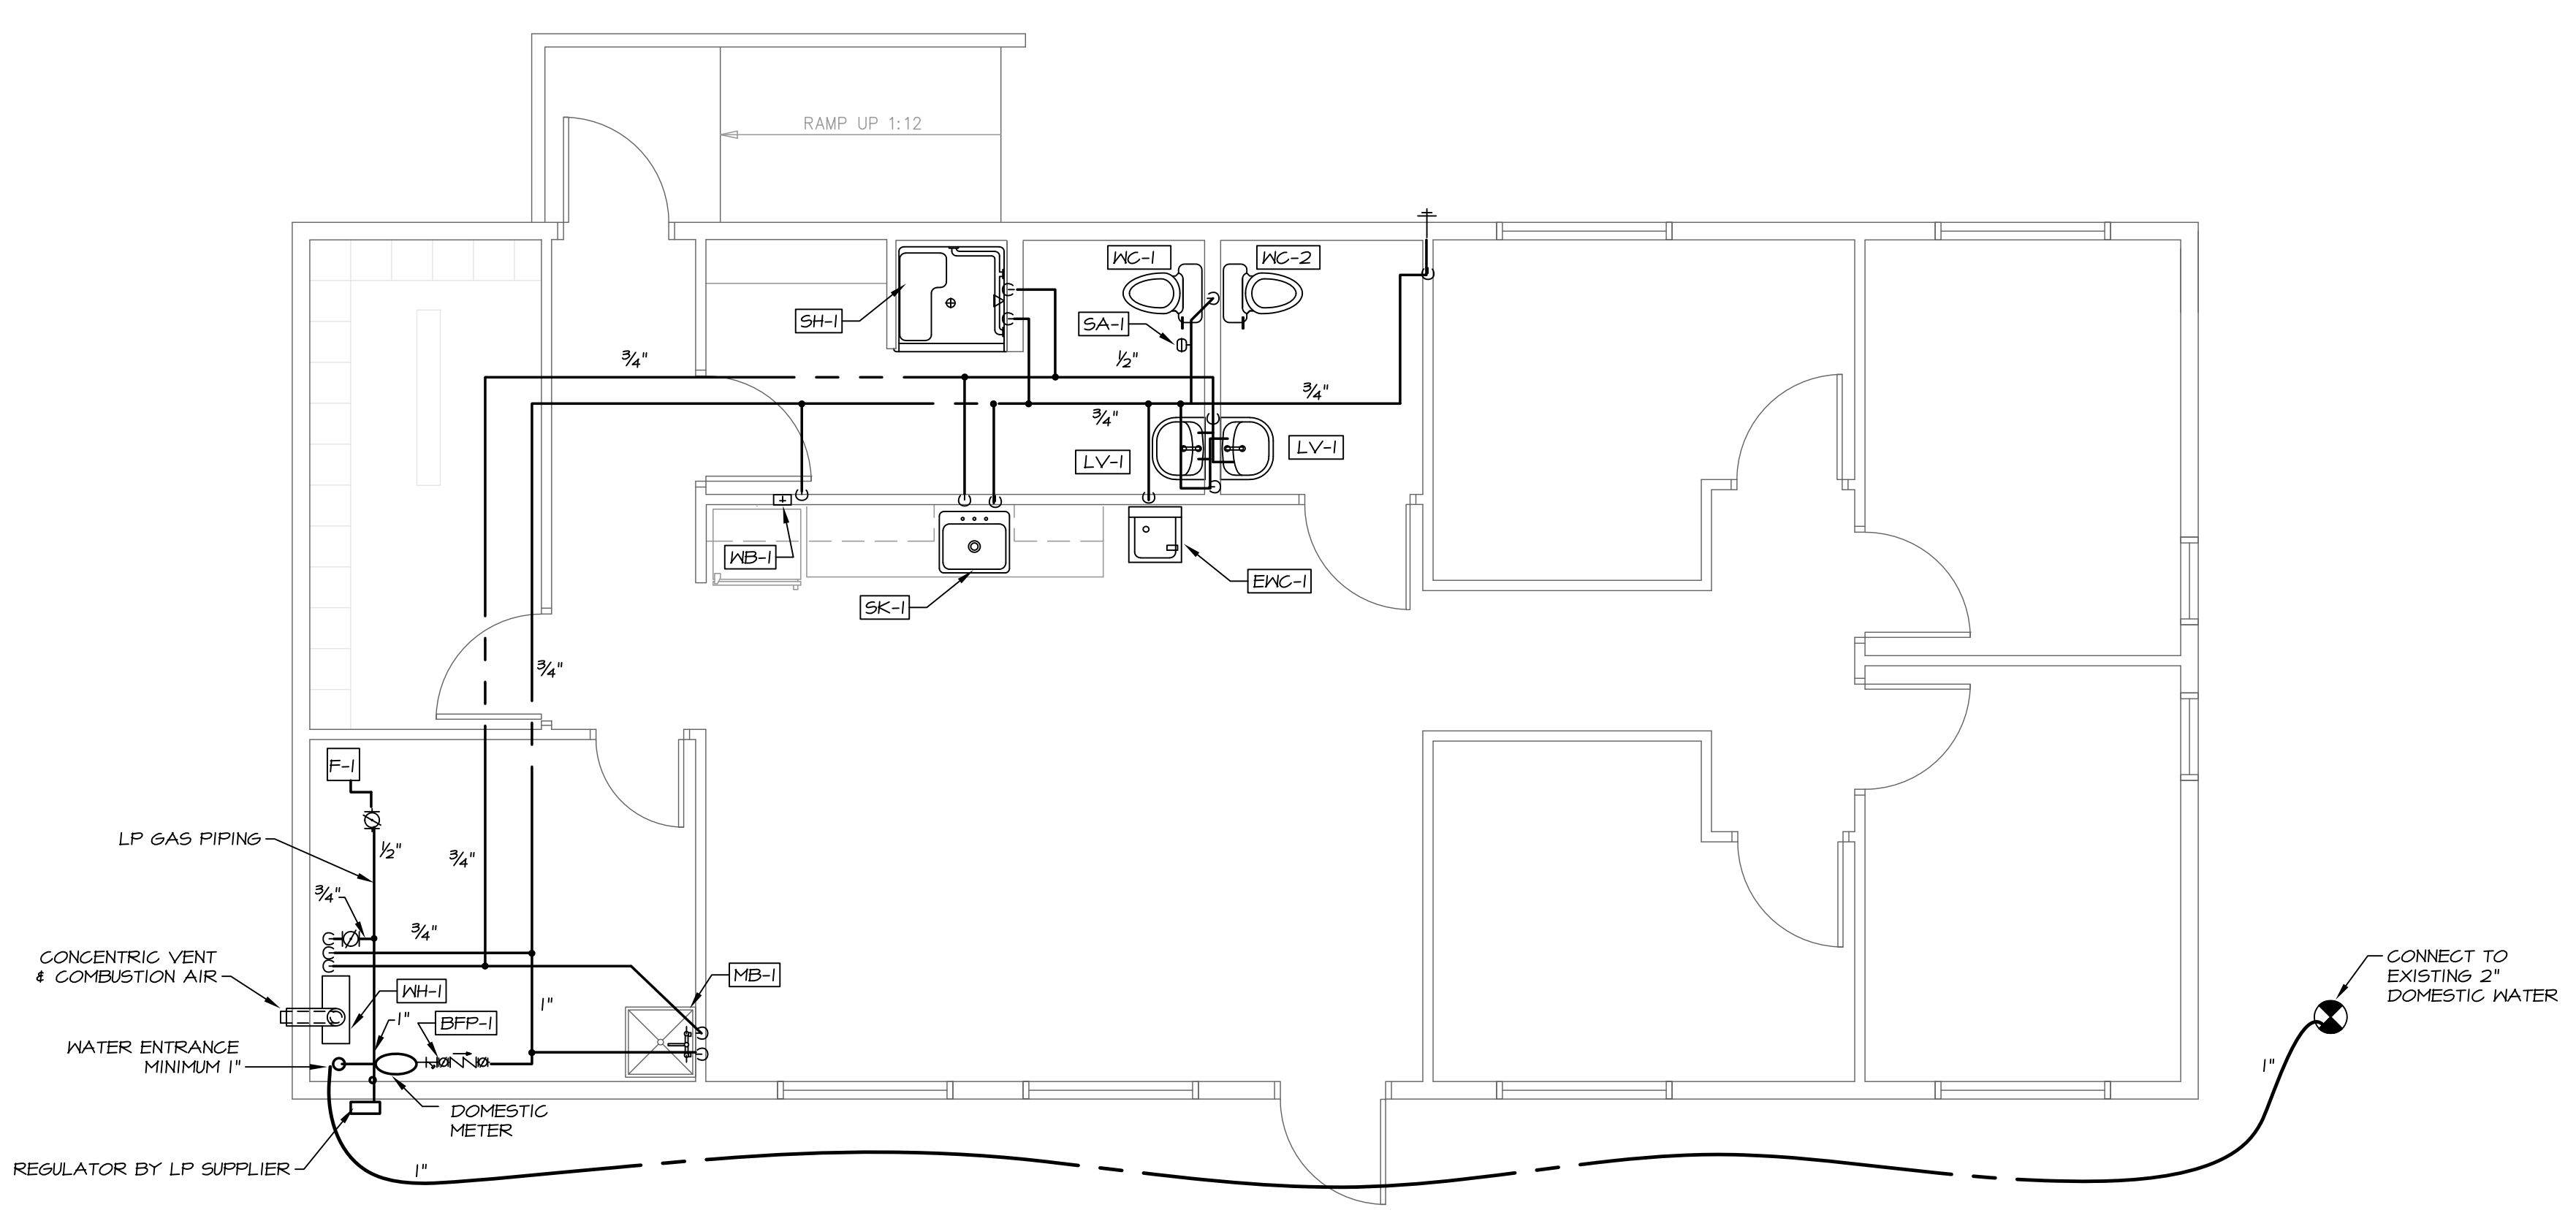 RAMP UP 1:12
WC-1
WC-2
SH-1
SA-1
3/4"
1/2"
3/4"
3/4"
LV-1
LV-1
WB-1
EWC-1
SK-1
3/4"
F-1
LP GAS PIPING
1/2"
3/4"
3/4"
3/4"
CONCENTRIC VENT
& COMBUSTION AIR
MB-1
WH-1
1"
1"
BFP-1
WATER ENTRANCE
MINIMUM 1"
CONNECT TO
EXISTING 2"
DOMESTIC WATER
1"
DOMESTIC
METER
REGULATOR BY LP SUPPLIER
1"